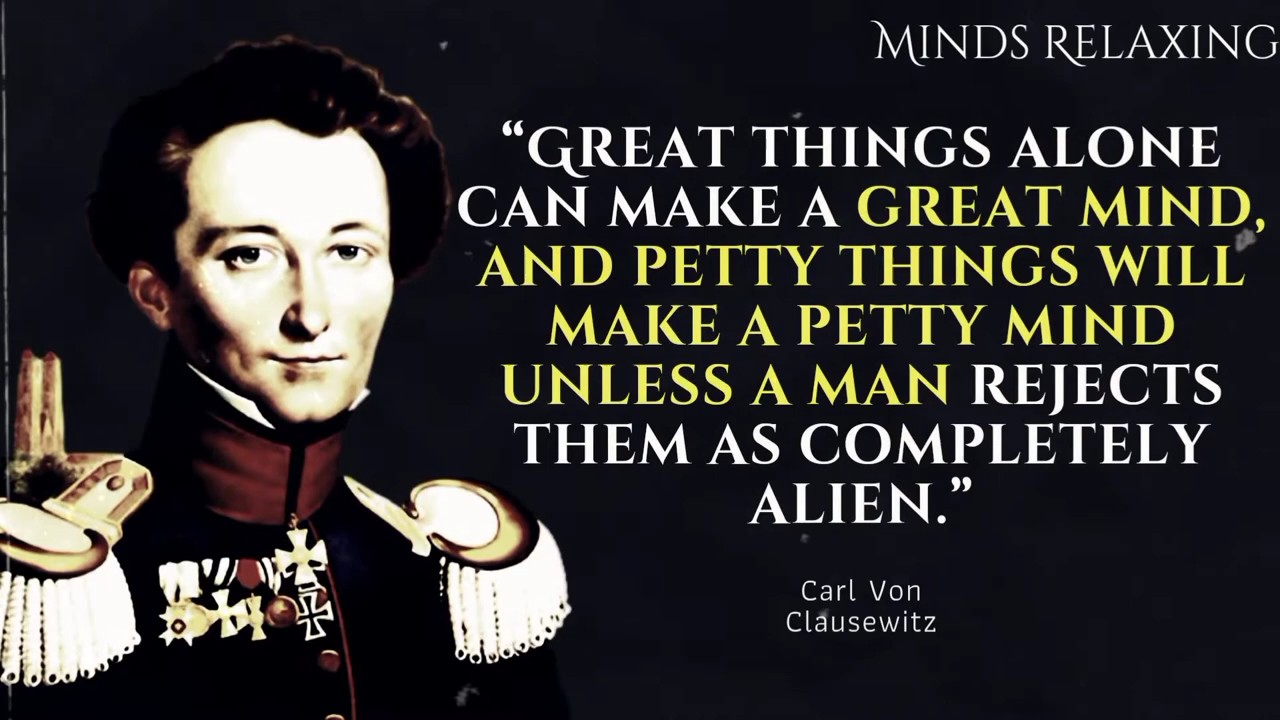 MINDS RELAXING
“GREAT THINGS ALONE
CAN MAKE A GREAT MIND,
AND PETTY THINGS WILL
MAKE A PETTY MIND
UNLESS A MAN REJECTS
THEM AS COMPLETELY
ALIEN.”
Carl Von
Clausewitz